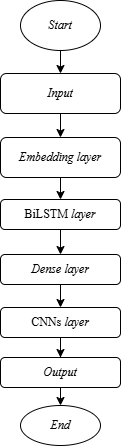 Start
Input
Embedding layer
BiLSTM layer
Dense layer
CNNs layer
Output
End